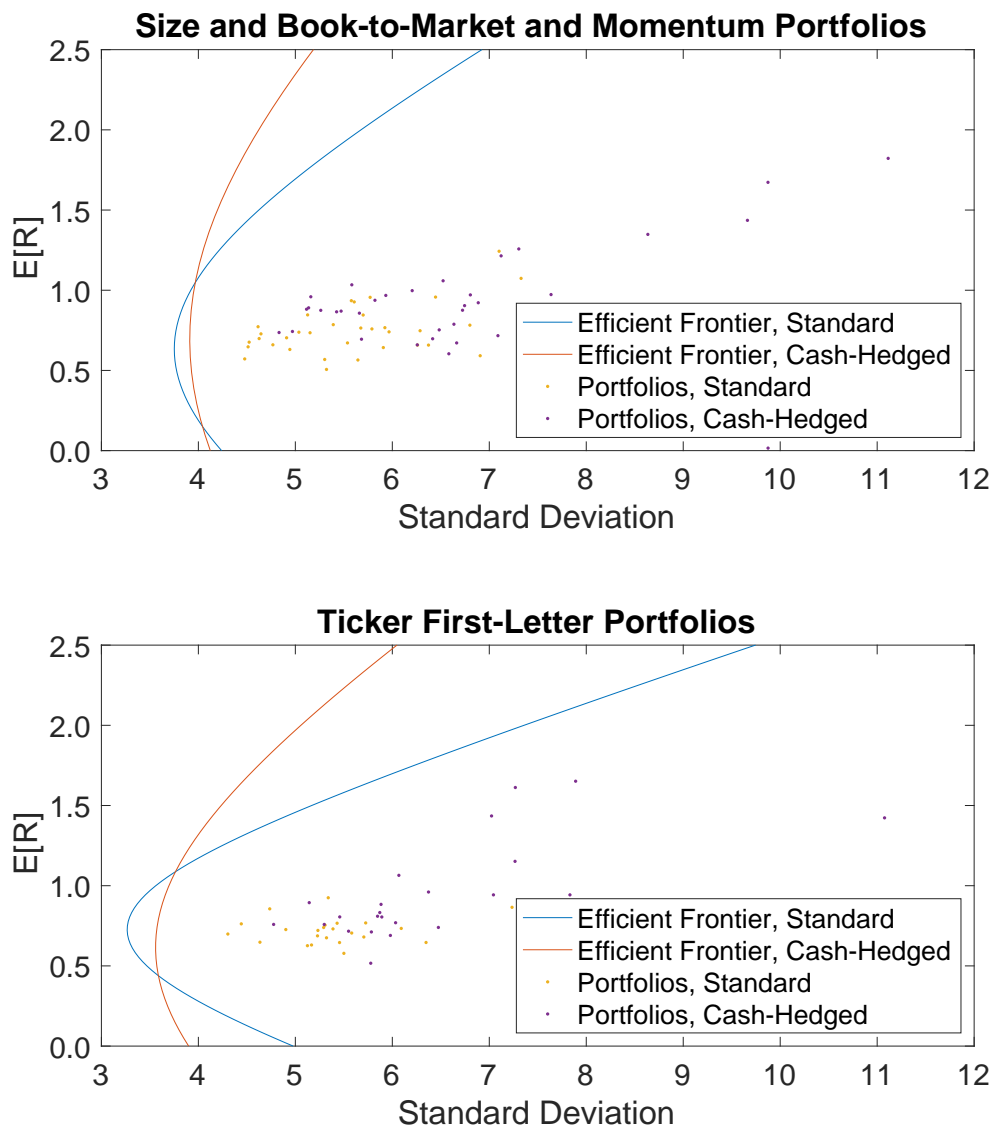 Size and Book-to-Market and Momentum Portfolios
2.5
2.0
1.5
1.0
0.5
0.0
E[R]
Efficient Frontier, Standard
Efficient Frontier, Cash-Hedged
Portfolios, Standard
Portfolios, Cash-Hedged
3 4 5 6 7 8 9 10 11 12
Standard Deviation
Ticker First-Letter Portfolios
2.5
2.0
1.5
1.0
0.5
0.0
E[R]
Efficient Frontier, Standard
Efficient Frontier, Cash-Hedged
Portfolios, Standard
Portfolios, Cash-Hedged
3 4 5 6 7 8 9 10 11 12
Standard Deviation